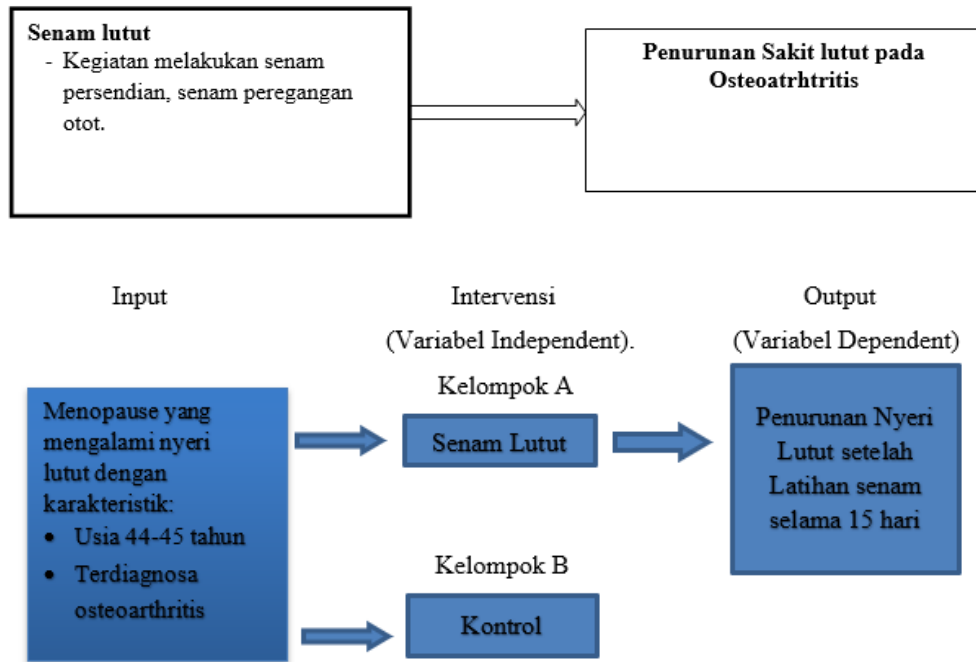 Senam lutut
- Kegiatan melakukan senam
persendian, senam peregangan
otot.
Penurunan Sakit lutut pada
Osteoatrhtritis
Input
Intervensi
(Variabel Independent).
Output
(Variabel Dependent)
Menopause yang
mengalami nyeri
lutut dengan
karakteristik:
• Usia 44-45 tahun
• Terdiagnosa
osteoarthritis
Kelompok A
Senam Lutut
Kelompok B
Kontrol
Penurunan Nyeri
Lutut setelah
Latihan senam
selama 15 hari